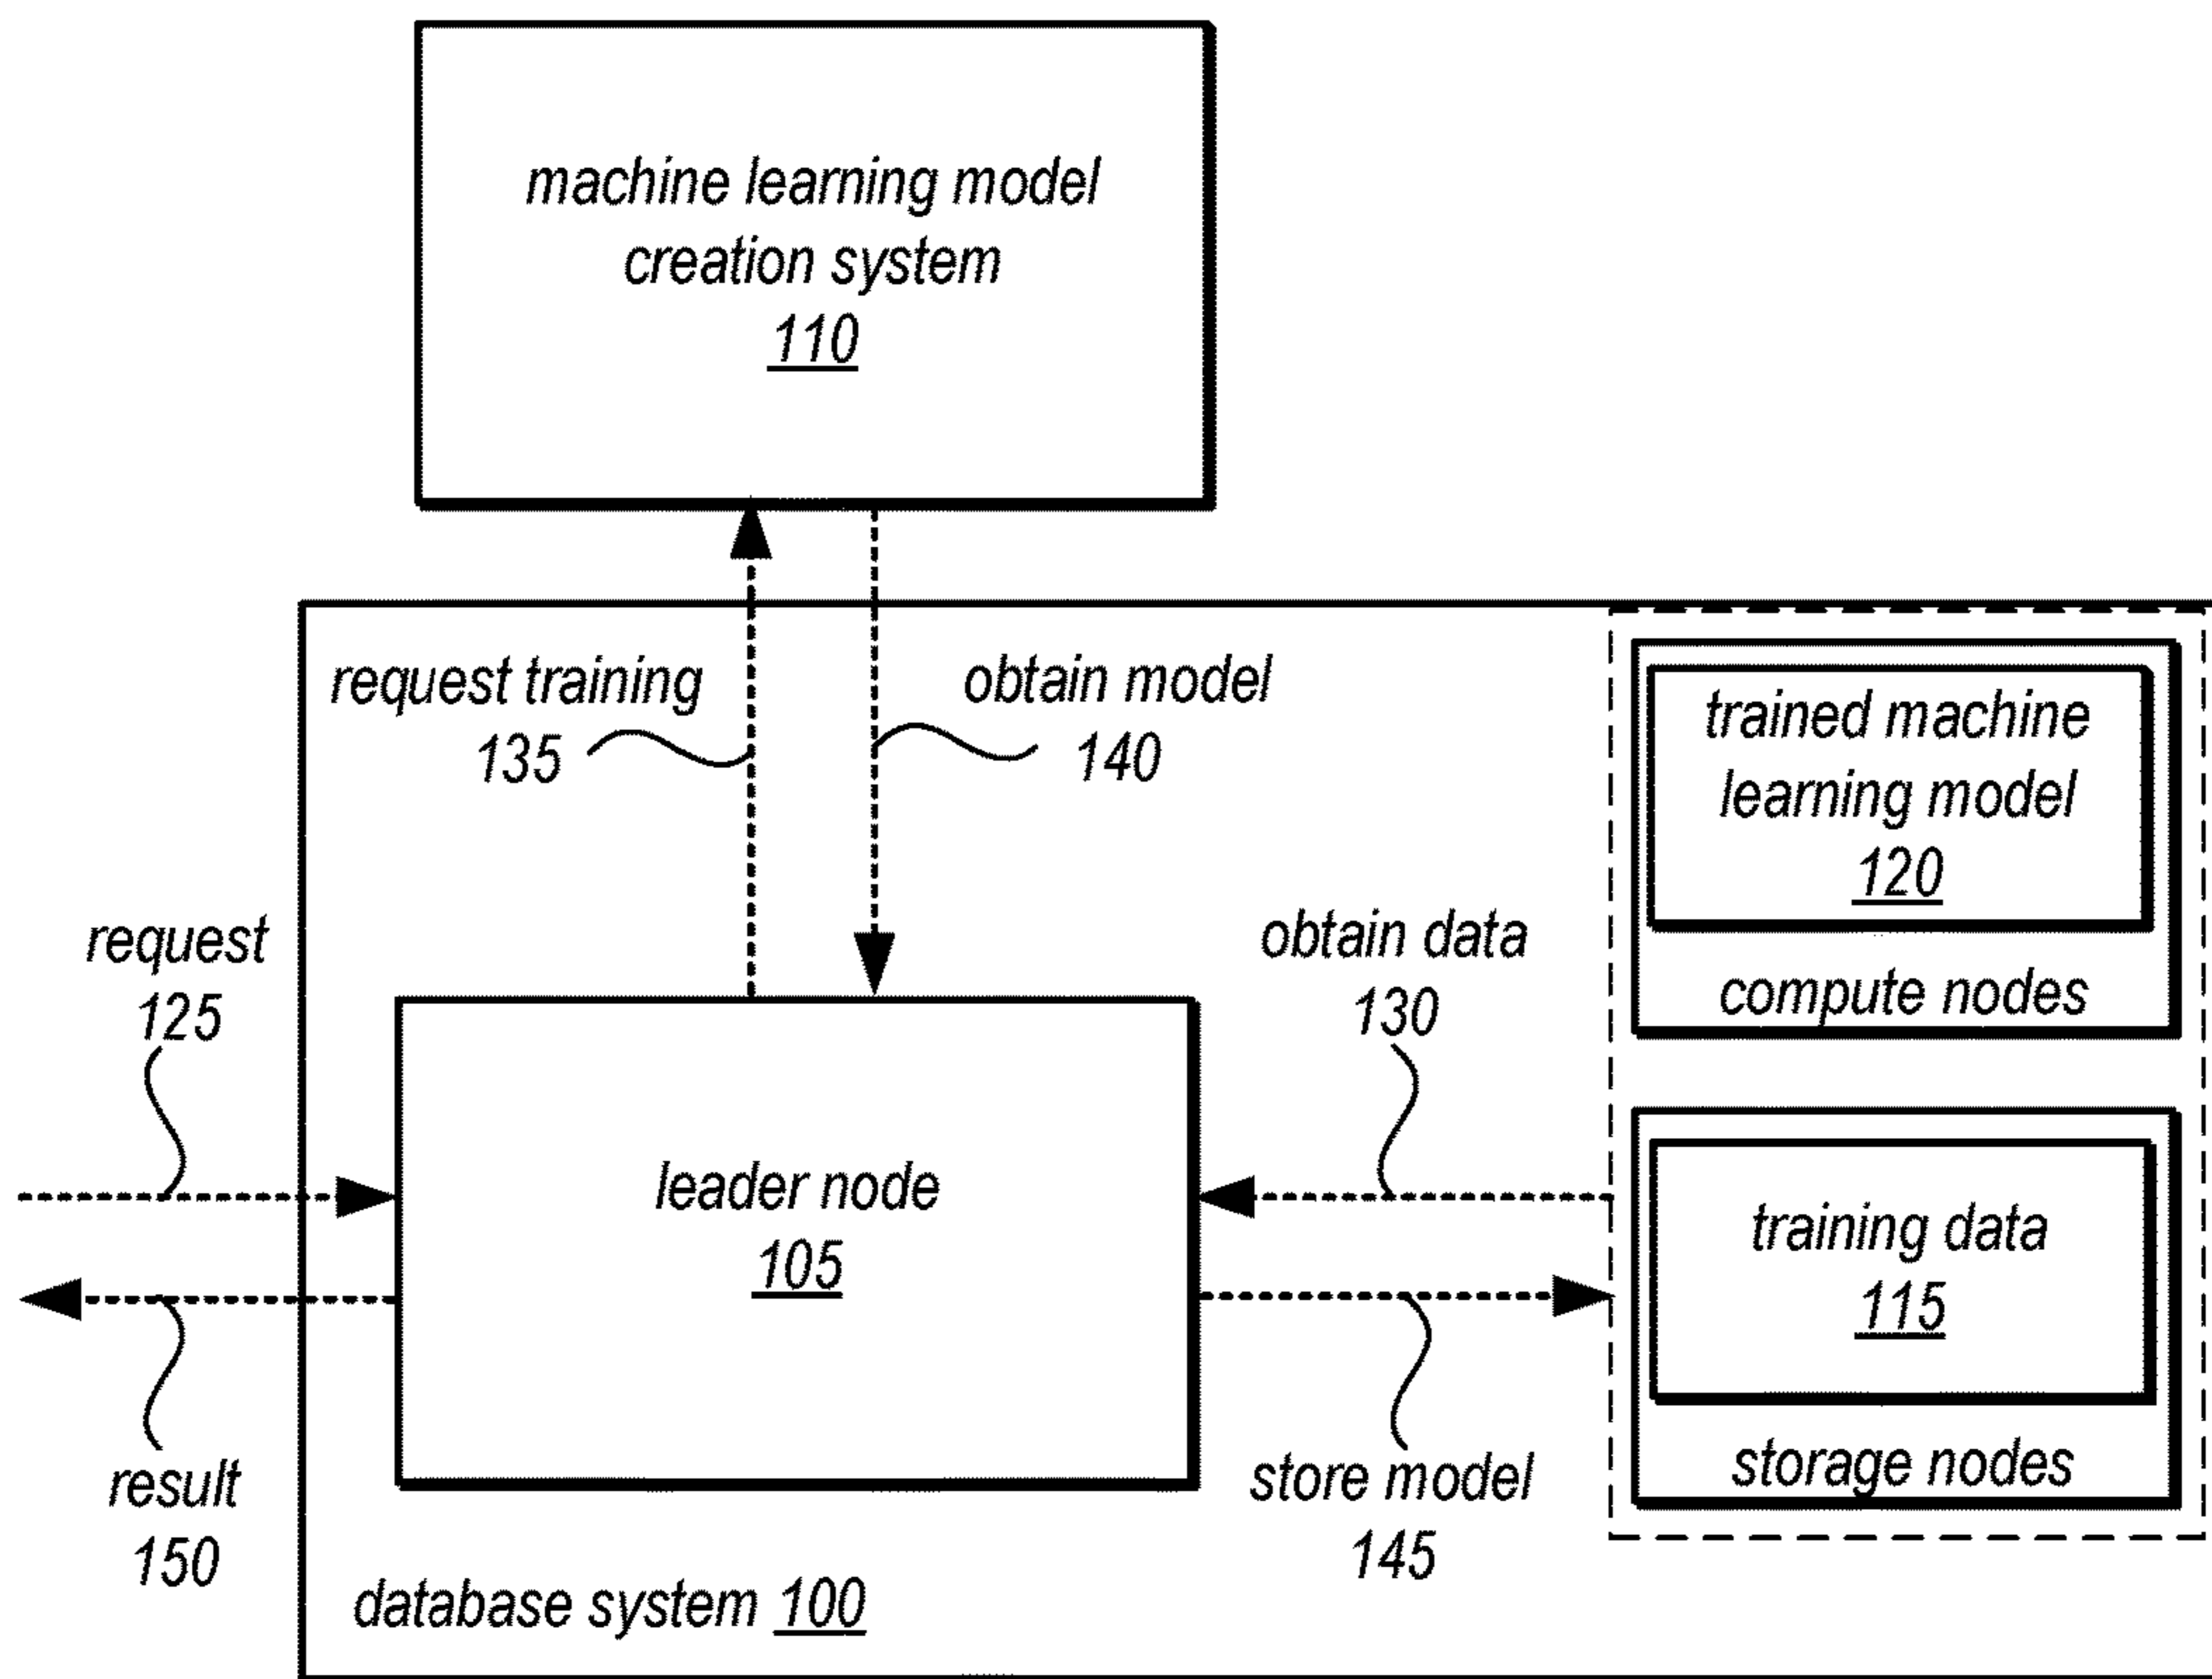 machine learning model
creation system
110
request training
135
obtain model
140
trained machine
learning model
120
compute nodes
request
125
obtain data
130
leader node
105
training data
115
storage nodes
result
150
store model
145
database system 100